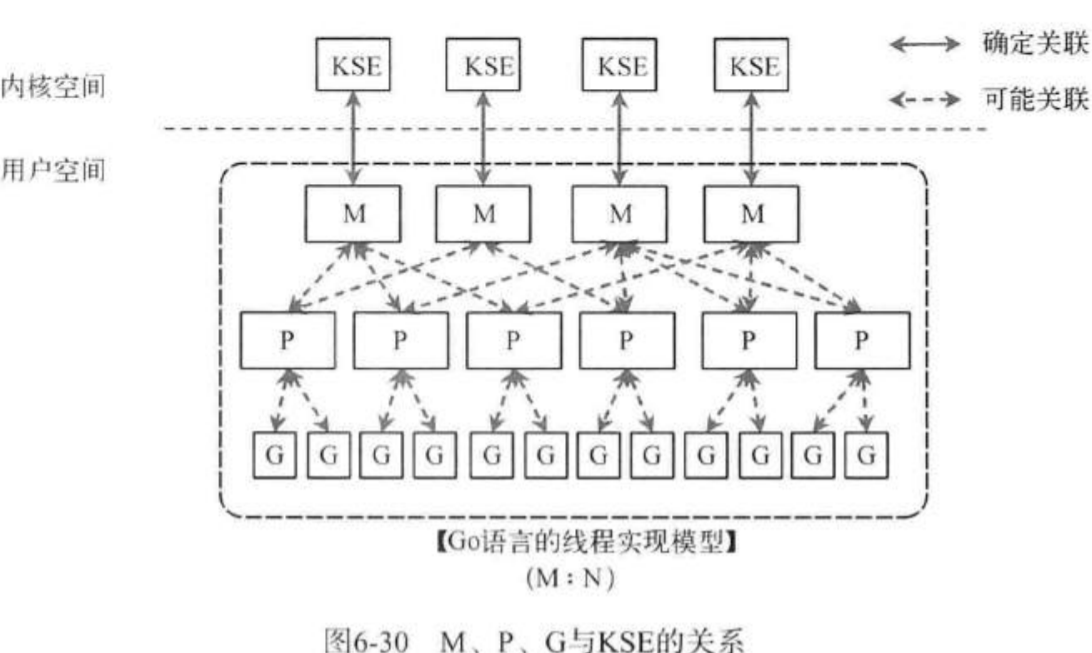 KSE KSE KSE KSE
确定关联
内核空间
可能关联
用户空间
M M M M
P P P P P P
G G G G G G G G G G G G
【Go语言的线程实现模型】
(M：N)
图6-30 M、P、G与KSE的关系